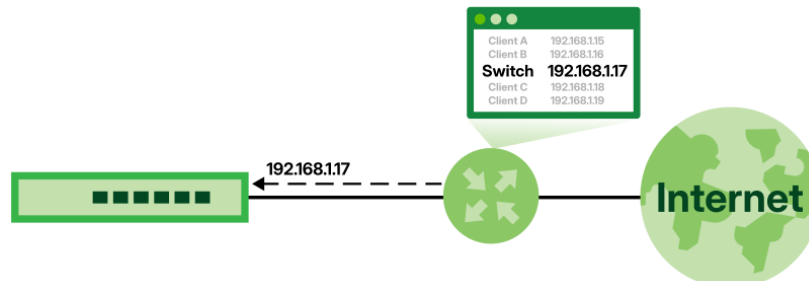 Client A 192.168.1.15
Client B 192.168.1.16
Switch 192.168.1.17
Client C 192.168.1.18
Client D 192.168.1.19
192.168.1.17
Internet